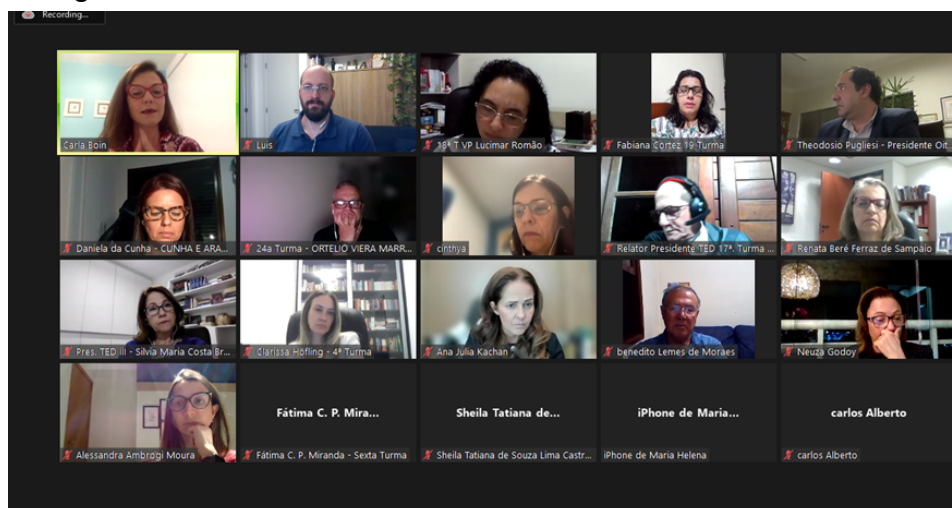 Recording...
Carla Boin
Luis
18ª T VP Lucimar Romão
Fabiana Cortez 19 Turma
Theodosio Pugliesi - Presidente Oit...
Daniela da Cunha - CUNHA E ARA...
24a Turma - ORTELIO VIERA MARR...
cinthya
Relator Presidente TED 17ª. Turma ...
Renata Beré Ferraz de Sampaio
Pres. TED III - Silvia Maria Costa Br...
Clarissa Höfling - 4ª Turma
Ana Julia Kachan
benedito Lemes de Moraes
Neuza Godoy
Alessandra Ambrogi Moura
Fátima C. P. Mira...
Fátima C. P. Miranda - Sexta Turma
Sheila Tatiana de...
Sheila Tatiana de Souza Lima Castr...
iPhone de Maria...
iPhone de Maria Helena
carlos Alberto
carlos Alberto